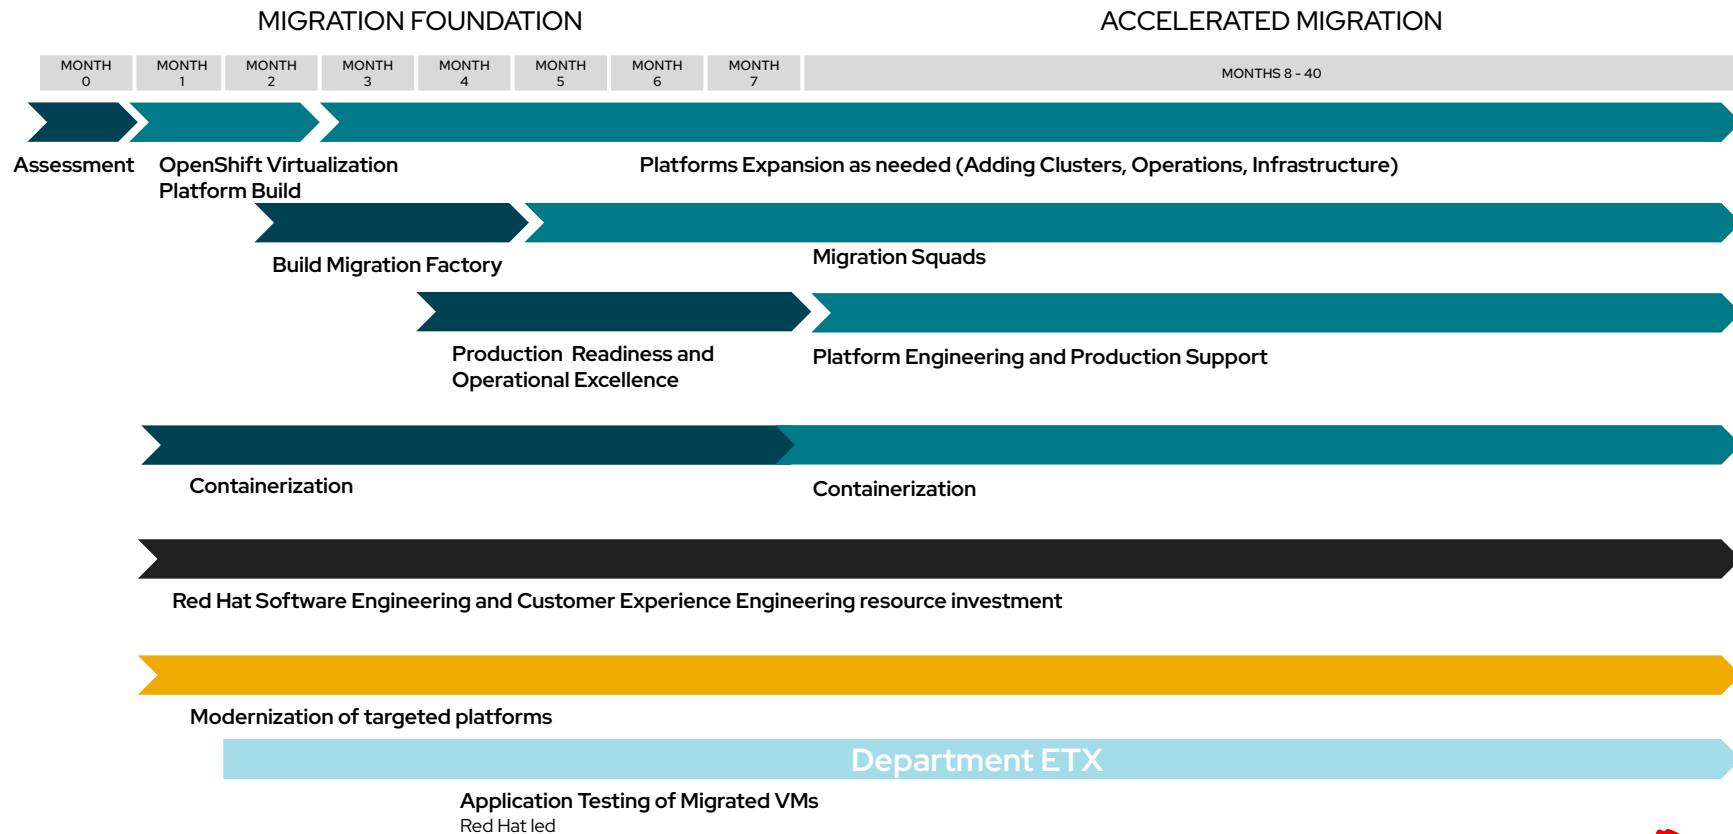 MIGRATION FOUNDATION
ACCELERATED MIGRATION
MONTH
0
MONTH
1
MONTH
2
MONTH
3
MONTH
4
MONTH
5
MONTH
6
MONTH
7
MONTHS 8 - 40
Assessment
OpenShift Virtualization
Platform Build
Platforms Expansion as needed (Adding Clusters, Operations, Infrastructure)
Build Migration Factory
Migration Squads
Production Readiness and
Operational Excellence
Platform Engineering and Production Support
Containerization
Containerization
Red Hat Software Engineering and Customer Experience Engineering resource investment
Modernization of targeted platforms
Department ETX
Application Testing of Migrated VMs
Red Hat led